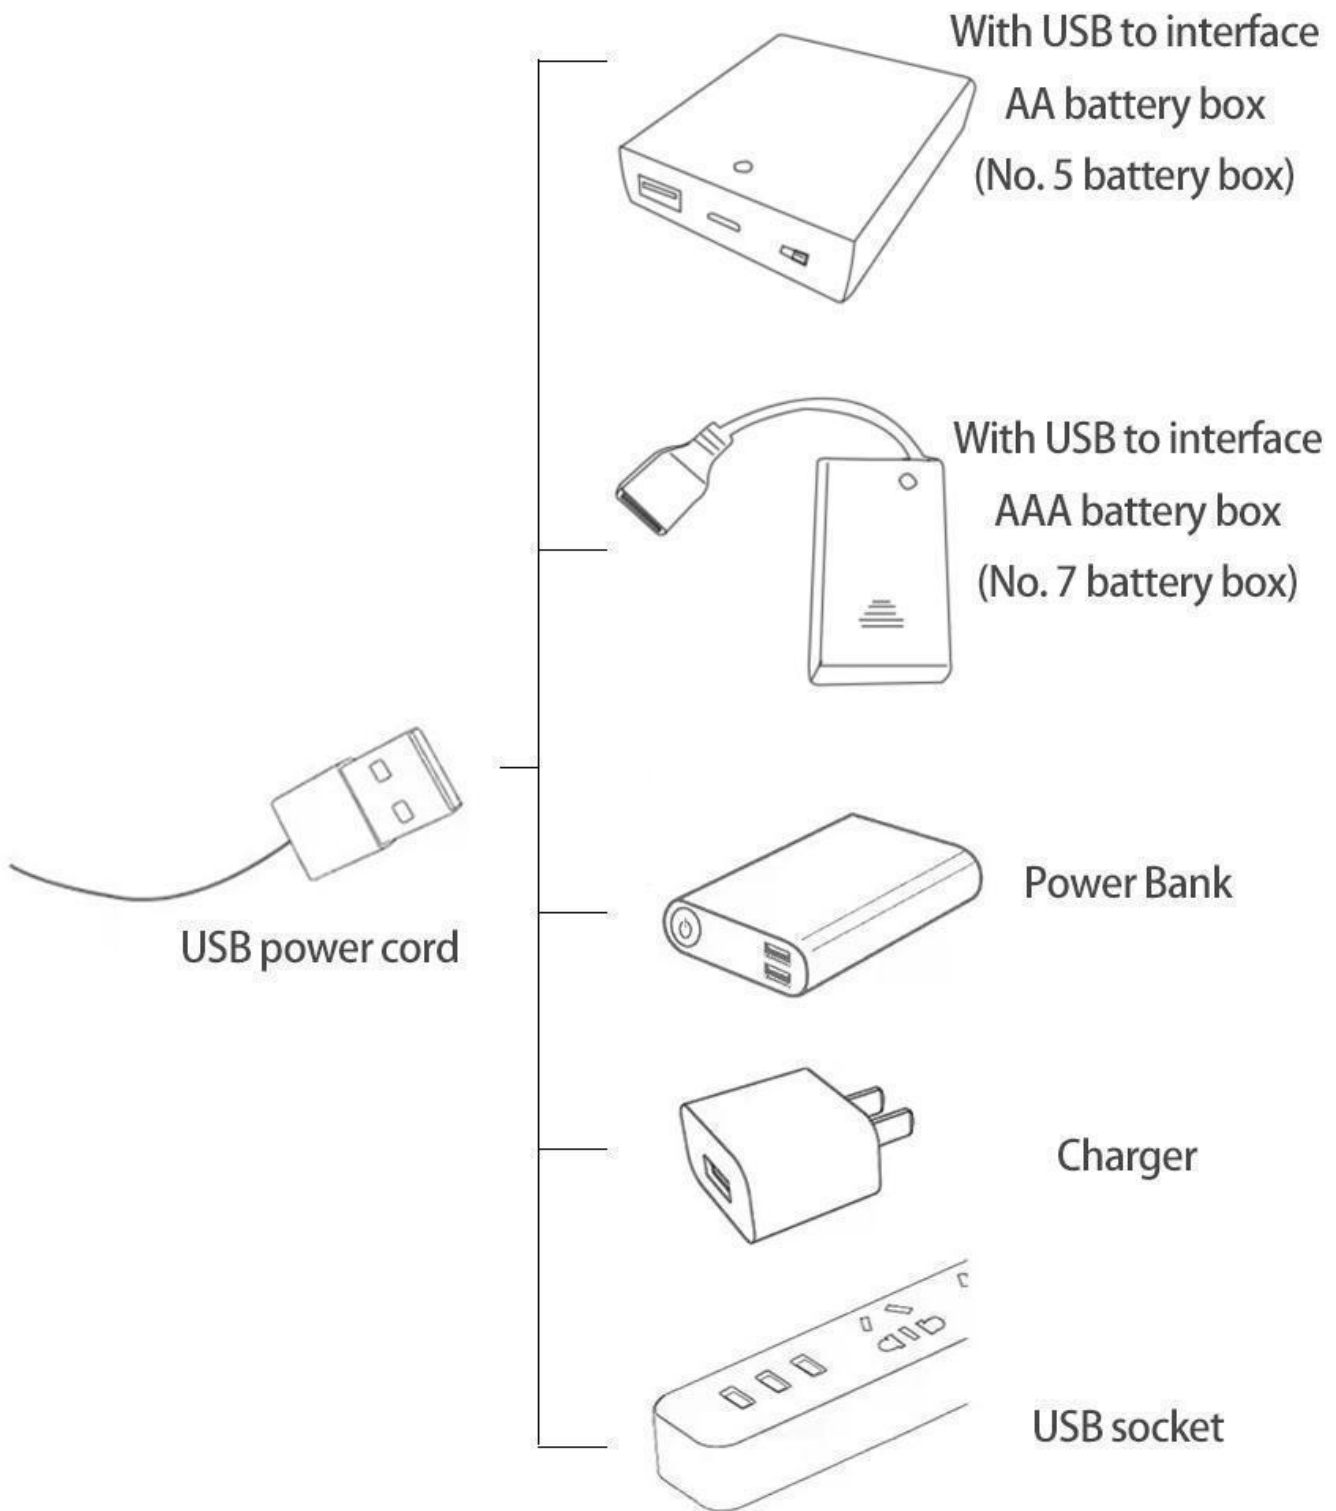 With USB to interface
AA battery box
(No. 5 battery box)
With USB to interface
AAA battery box
(No. 7 battery box)
USB power cord
Power Bank
Charger
USB socket